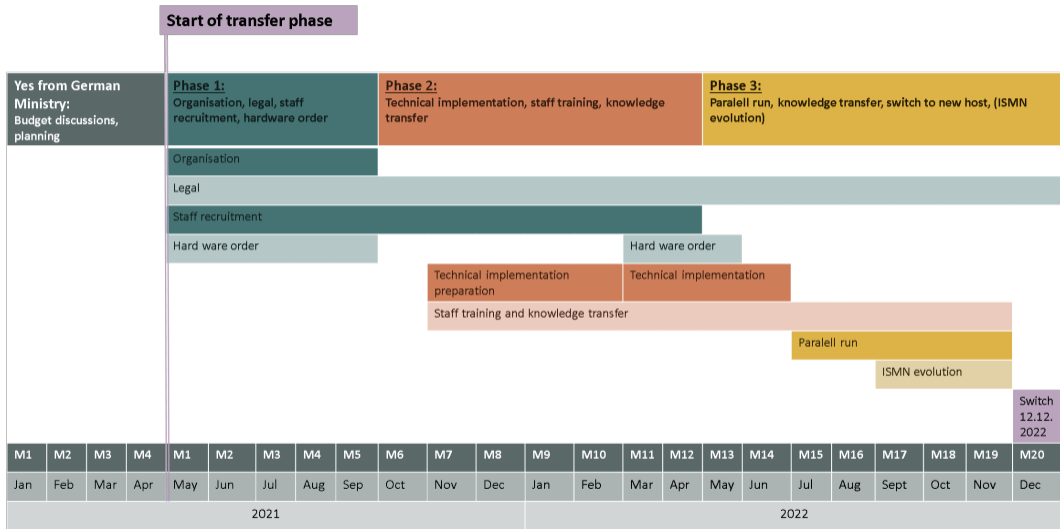 Start of transfer phase
Yes from German
Ministry:
Budget discussions,
planning
Phase 1:
Organisation, legal, staff
recruitment, hardware order
Phase 2:
Technical implementation, staff training, knowledge
transfer
Phase 3:
Paralell run, knowledge transfer, switch to new host, (ISMN
evolution)
Organisation
Legal
Staff recruitment
Hard ware order
Hard ware order
Technical implementation
preparation
Technical implementation
Staff training and knowledge transfer
Paralell run
ISMN evolution
Switch
12.12.
2022
M1 M2 M3 M4 M1 M2 M3 M4 M5 M6 M7 M8 M9 M10 M11 M12 M13 M14 M15 M16 M17 M18 M19 M20
Jan Feb Mar Apr May Jun Jul Aug Sep Oct Nov Dec Jan Feb Mar Apr May Jun Jul Aug Sept Oct Nov Dec
2021 2022